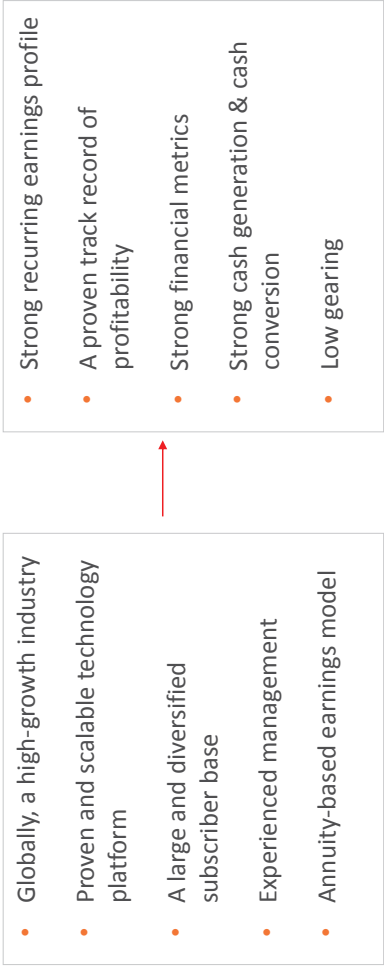 • Globally, a high-growth industry
• Proven and scalable technology
platform
• A large and diversified
subscriber base
• Experienced management
• Annuity-based earnings model
• Strong recurring earnings profile
• A proven track record of
profitability
• Strong financial metrics
• Strong cash generation & cash
conversion
• Low gearing